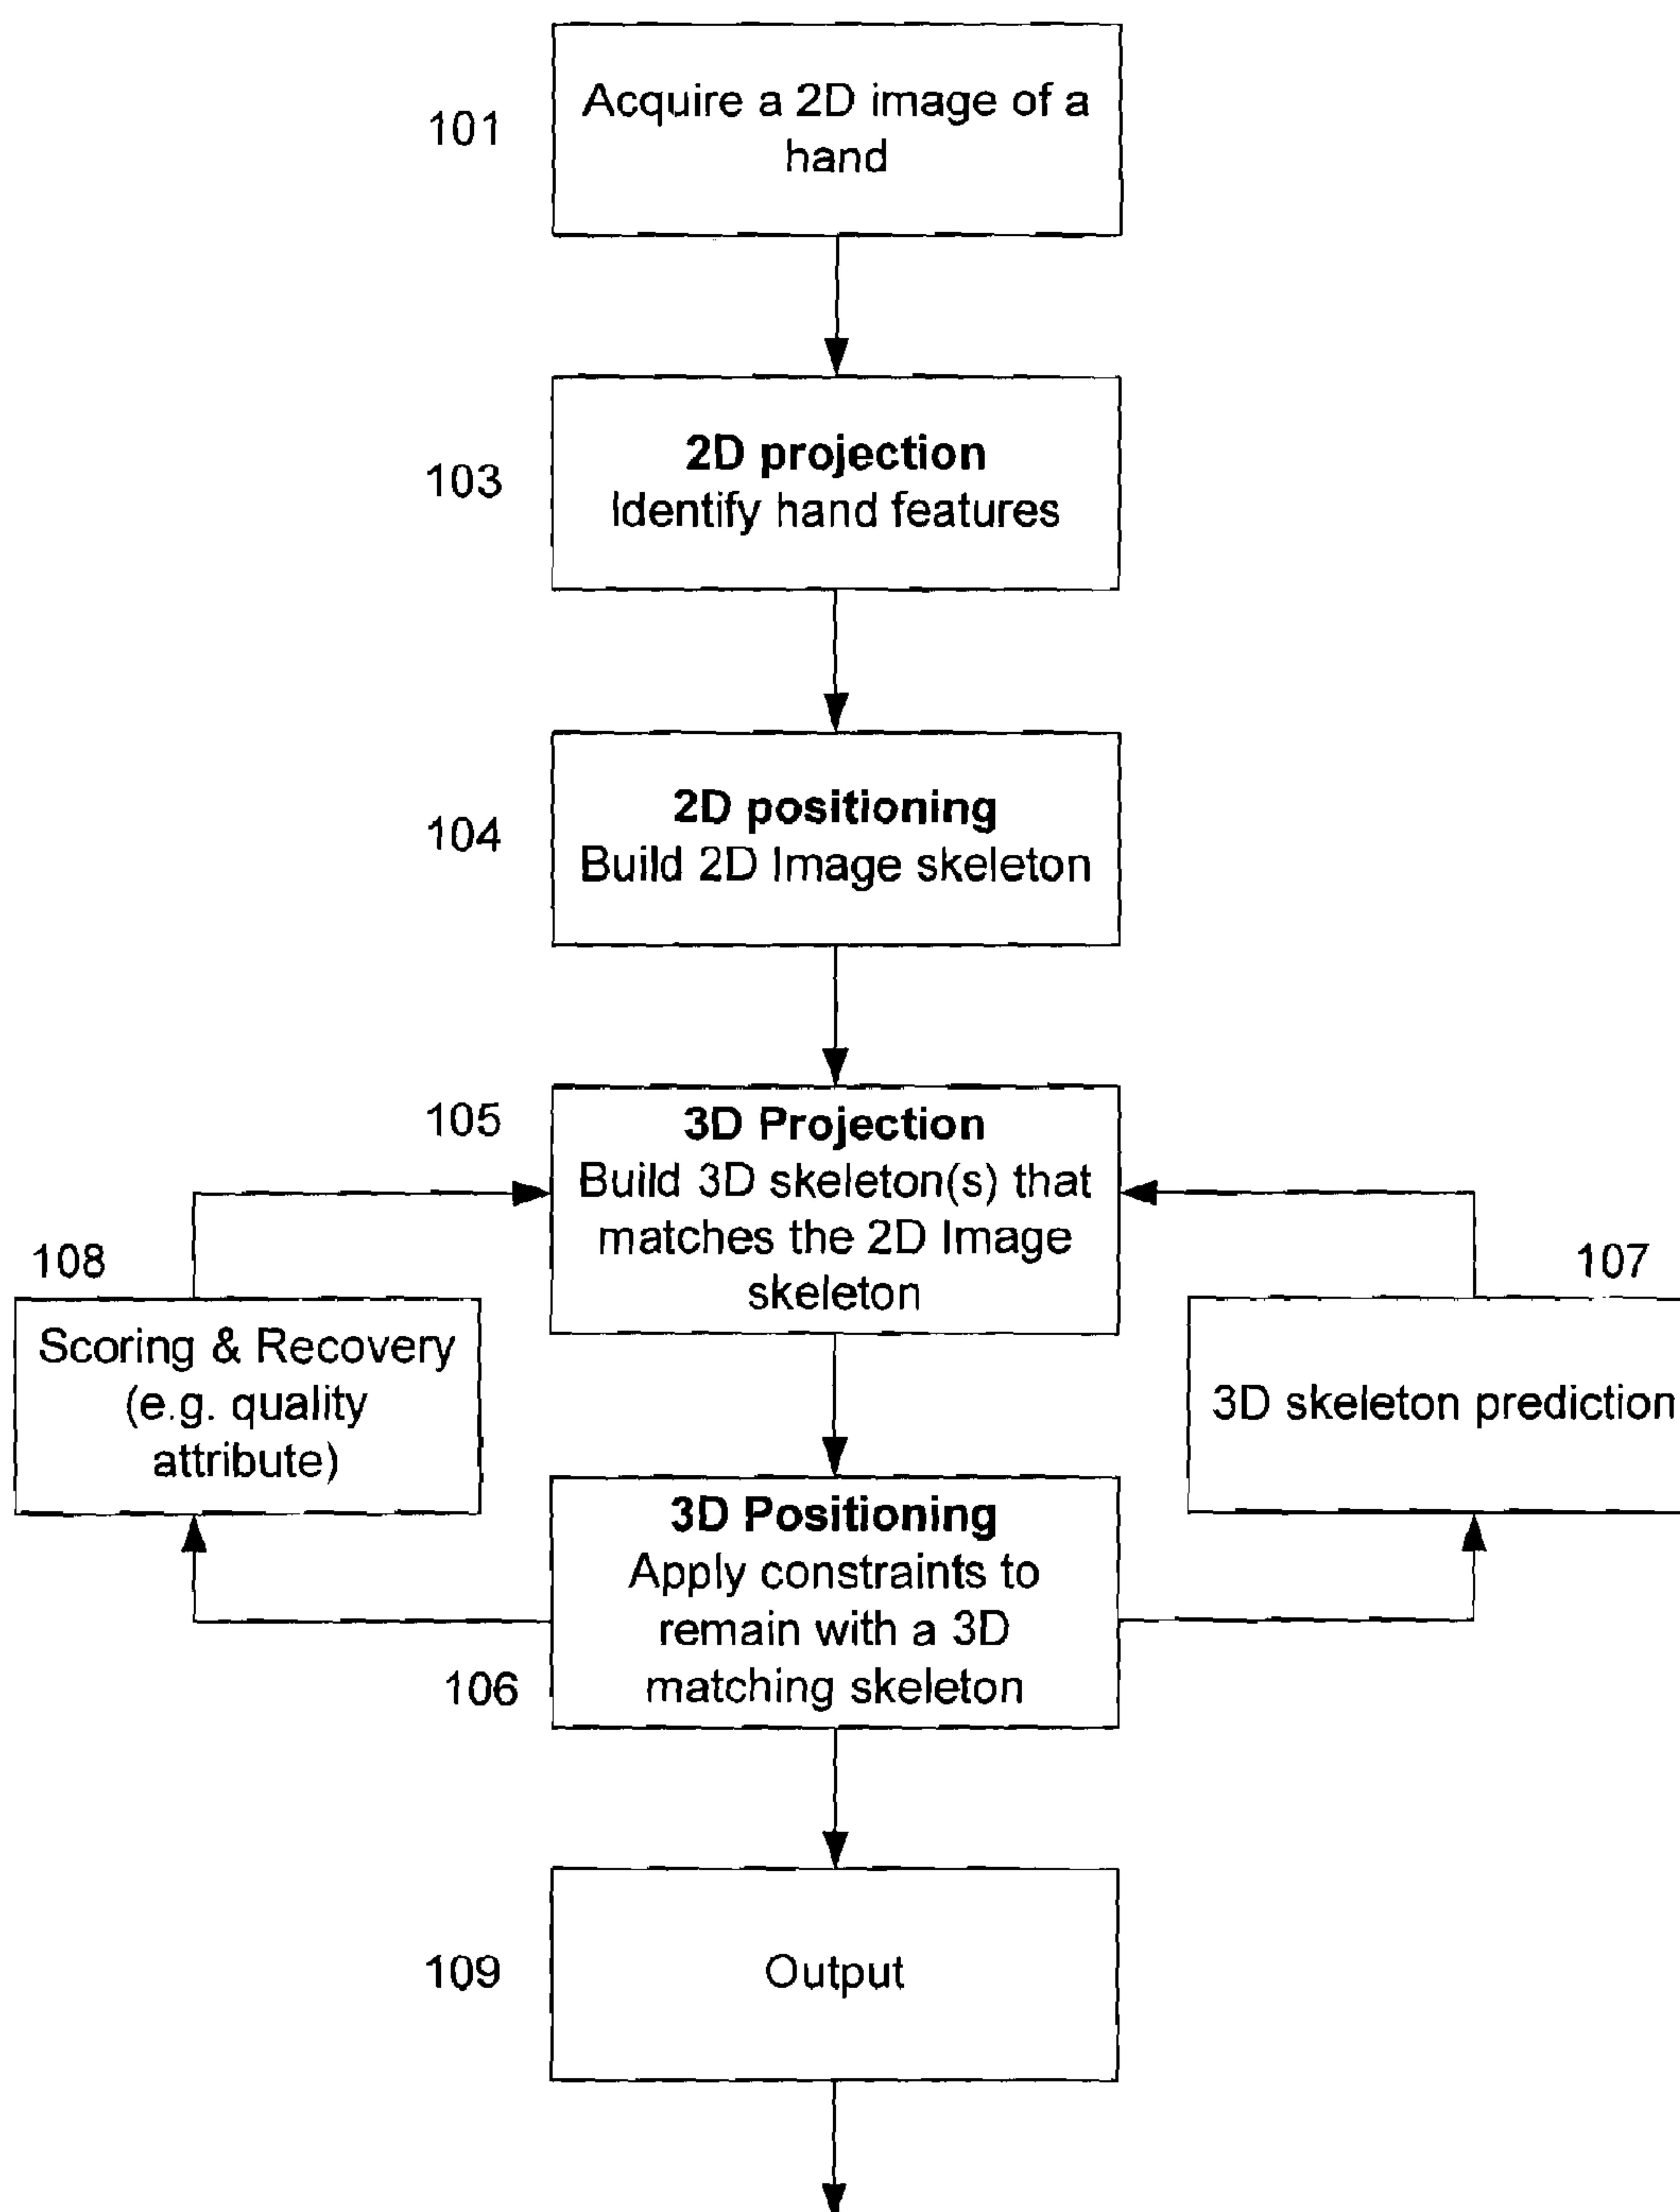 101
Acquire a 2D image of a
hand
103
2D projection
Identify hand features
104
2D positioning
Build 2D Image skeleton
105
3D Projection
Build 3D skeleton(s) that
matches the 2D Image
skeleton
108
Scoring & Recovery
(e.g. quality
attribute)
107
3D skeleton prediction
106
3D Positioning
Apply constraints to
remain with a 3D
matching skeleton
109
Output